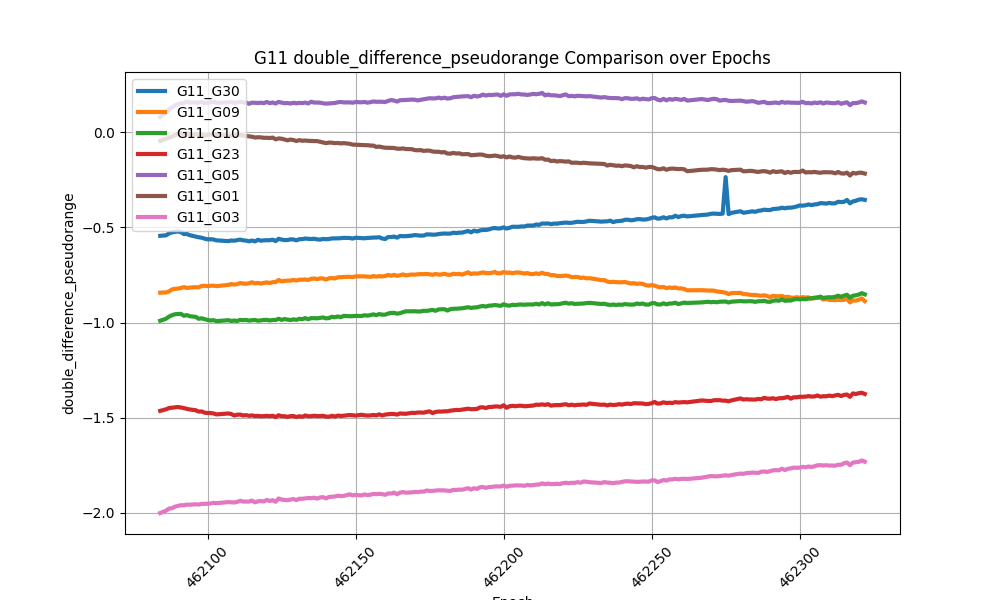 G11 double_difference_pseudorange Comparison over Epochs
G11_G30
G11_G09
G11_G10
G11_G23
G11_G05
G11_G01
G11_G03
double_difference_pseudorange
0.0
−0.5
−1.0
−1.5
−2.0
462100
462150
462200
462250
462300
Epoch